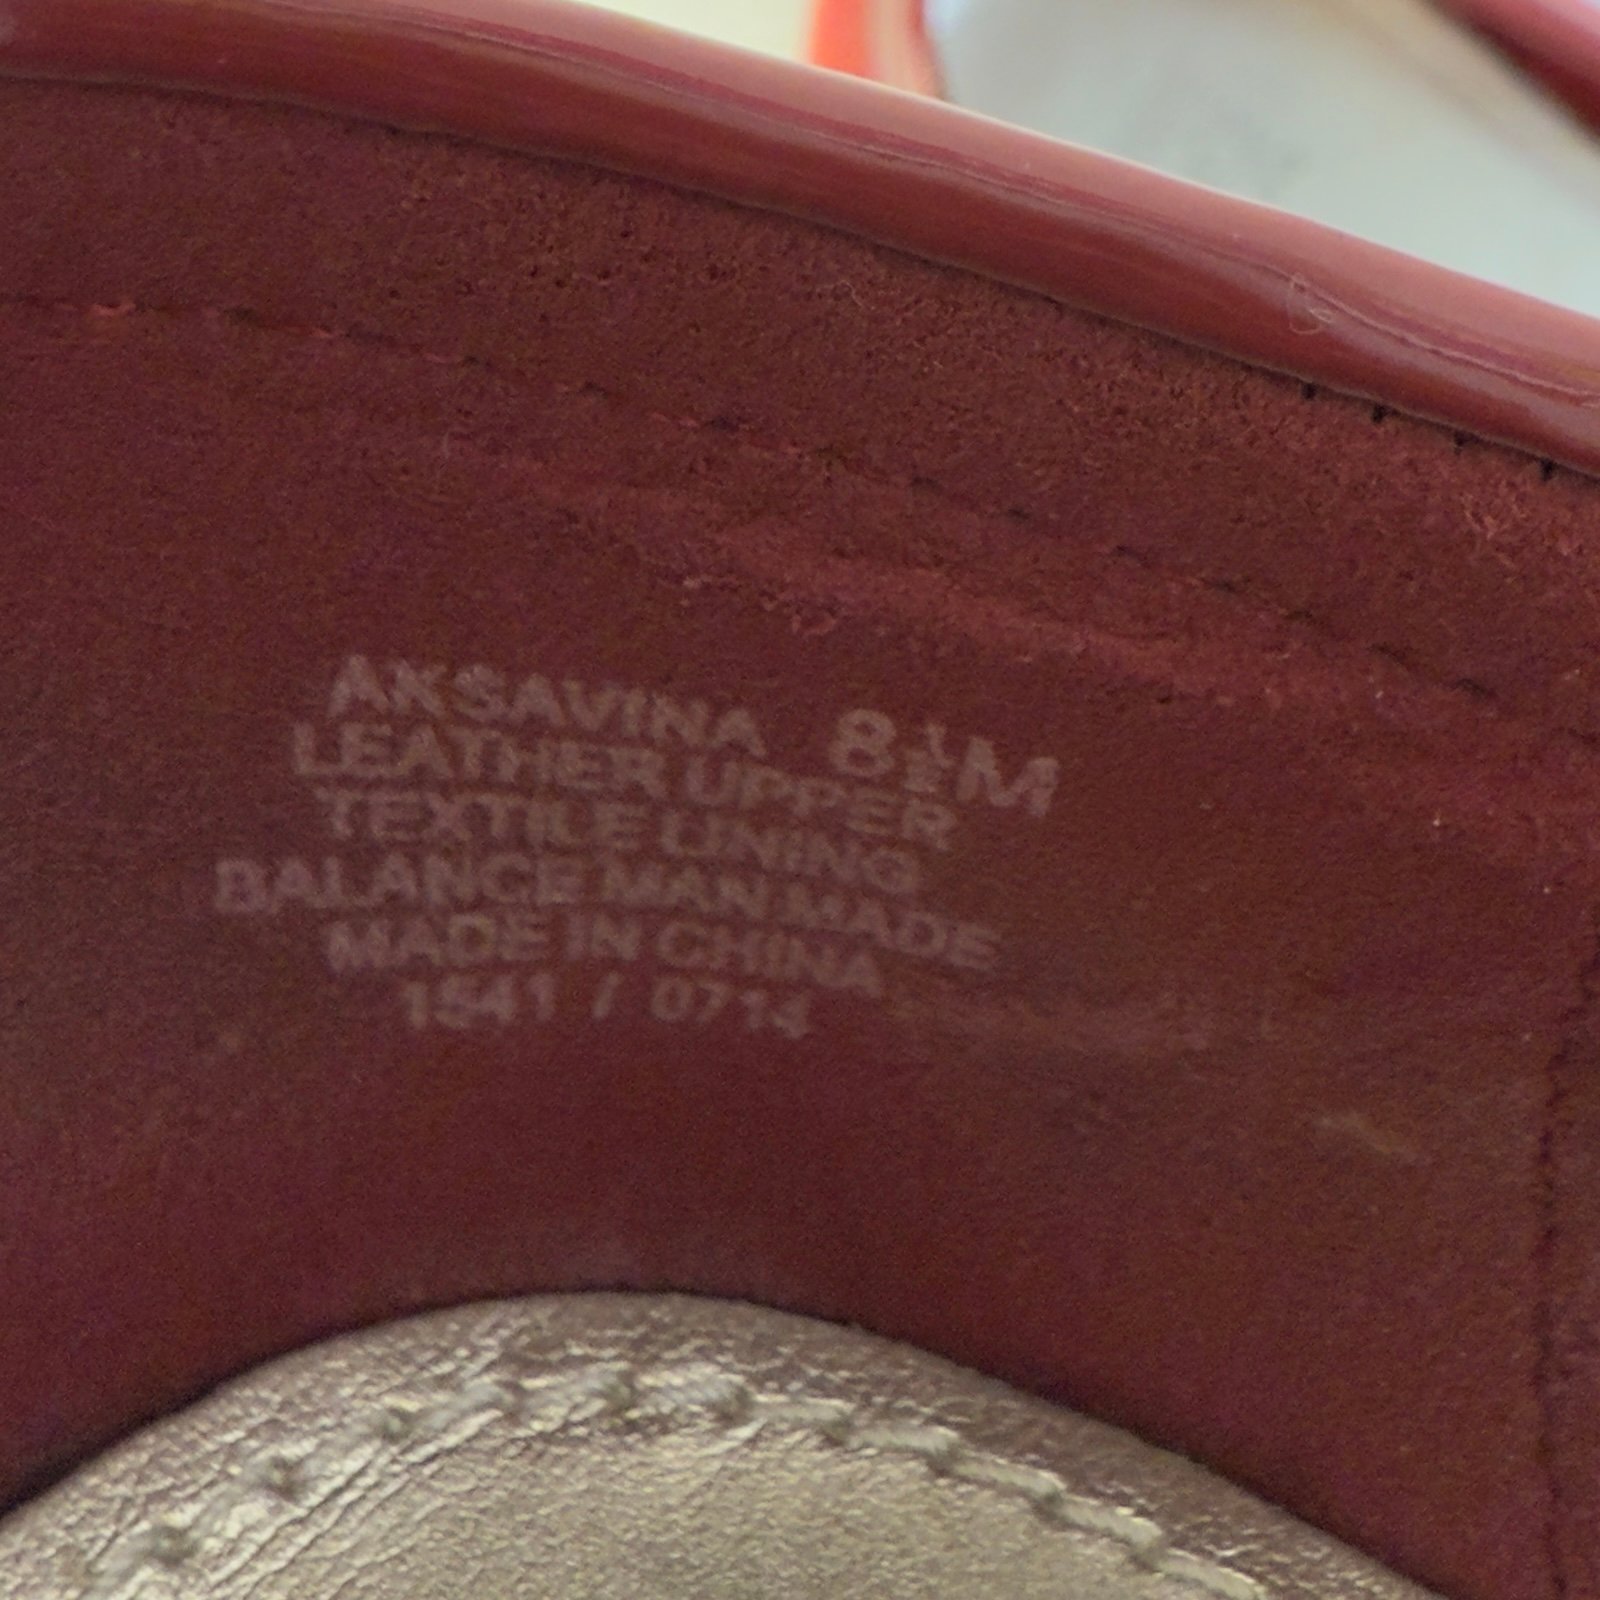 AKSAVINA 8½M
LEATHER UPPER
TEXTILE LINING
BALANCE MAN MADE
MADE IN CHINA
1541 / 0714